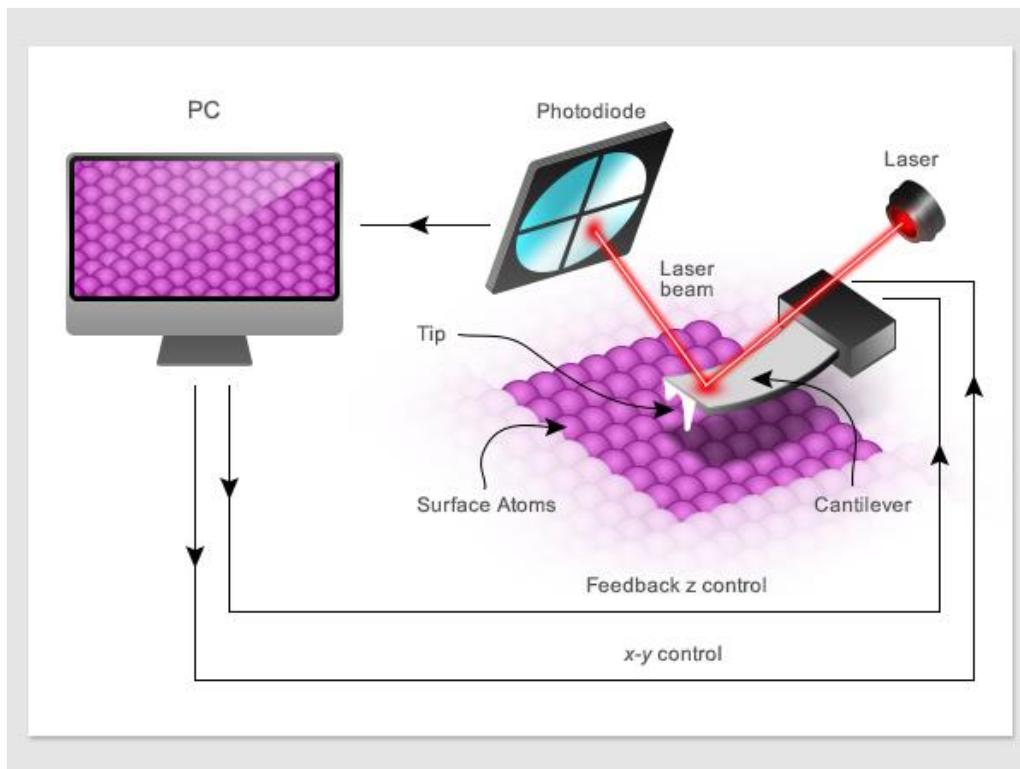 PC
Photodiode
Laser
Laser
beam
Tip
Surface Atoms
Cantilever
Feedback z control
x-y control